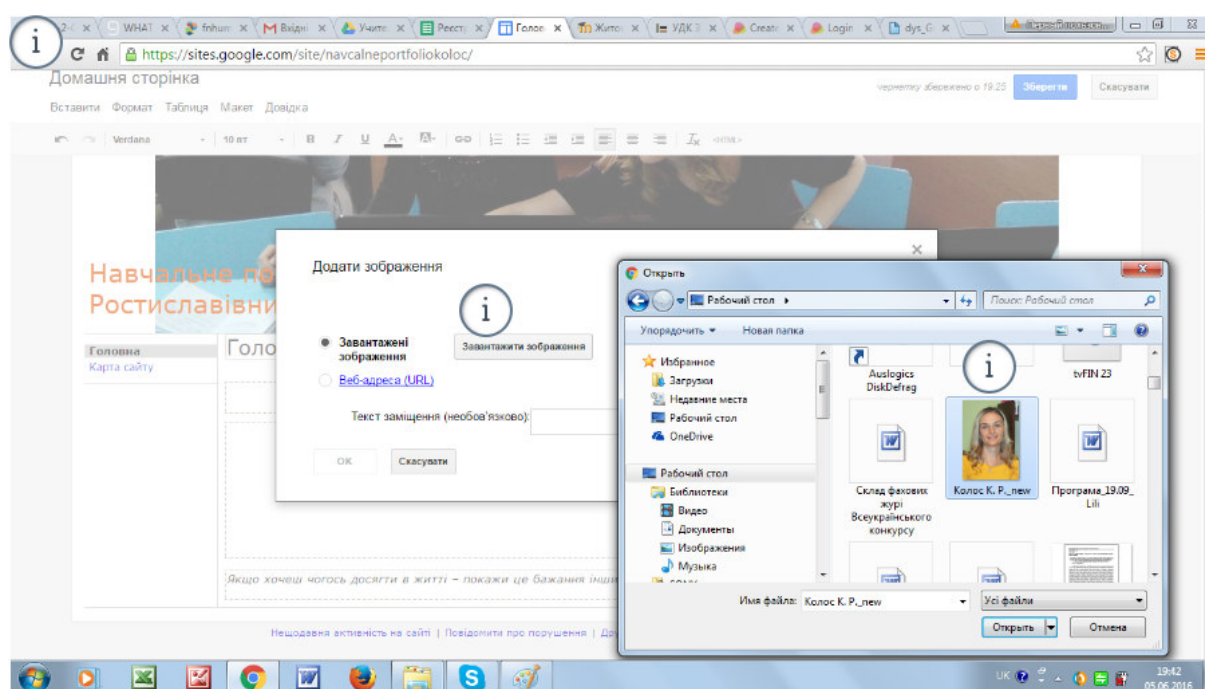 WHAT
fnhum
Вхідні
Учите
Реєстр
Голов
Жито
УДК
Create
Login
dys_G
i
https://sites.google.com/site/navcalneportfoliokoloc/
Домашня сторінка
чернетку збережено о 19:25
Зберегти
Скасувати
Вставити Формат Таблиця Макет Довідка
Verdana
10 пт
B I U A
<HTML>
Навчальне по
Ростиславівни
Головна
Карта сайту
Голо
Додати зображення
i
Завантажені
зображення
Завантажити зображення
Веб-адреса (URL)
Текст заміщення (необов'язково):
OK
Скасувати
Якщо хочеш чогось досягти в житті – покажи це бажання інши
Нещодавня активність на сайті | Повідомити про порушення | Дру
Открыть
Рабочий стол
Поиск: Рабочий стол
Упорядочить
Новая папка
Избранное
Загрузки
Недавние места
Рабочий стол
OneDrive
Рабочий стол
Библиотеки
Видео
Документы
Изображения
Музыка
Auslogics
DiskDefrag
i
tvFIN 23
Склад фахових
журі
Всеукраїнського
конкурсу
Колос К. Р._new
Програма_19.09_
Lili
Имя файла: Колос К. Р._new
Усі файли
Открыть
Отмена
UK
19:42
05.06.2016